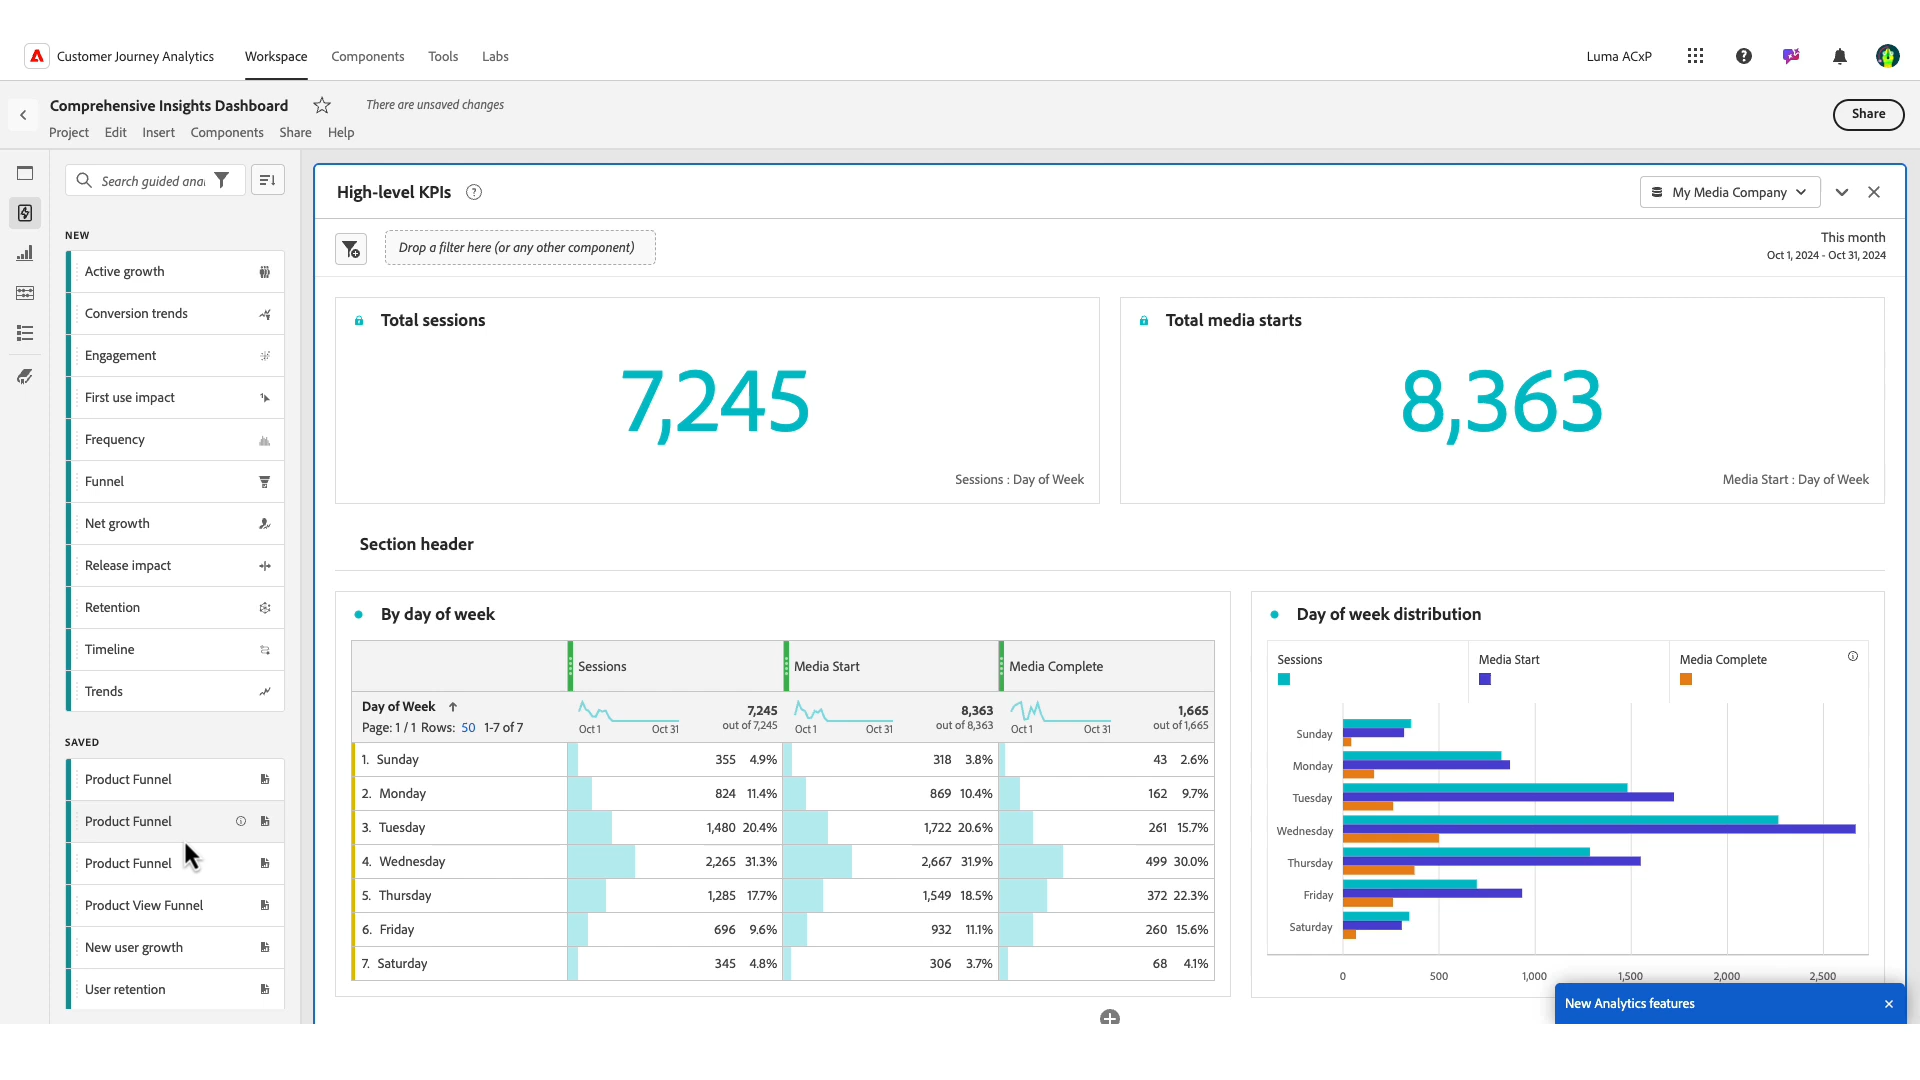 Customer Journey Analytics
Workspace
Components
Tools
Labs
Luma ACxP
Comprehensive Insights Dashboard
There are unsaved changes
Project
Edit
Insert
Components
Share
Help
Share
Search guided anal
NEW
Active growth
Conversion trends
Engagement
First use impact
Frequency
Funnel
Net growth
Release impact
Retention
Timeline
Trends
SAVED
Product Funnel
Product Funnel
Product Funnel
Product View Funnel
New user growth
User retention
High-level KPIs
My Media Company
Drop a filter here (or any other component)
This month
Oct 1, 2024 - Oct 31, 2024
Total sessions
7,245
Sessions : Day of Week
Total media starts
8,363
Media Start : Day of Week
Section header
By day of week
Sessions Media Start Media Complete
Day of Week
Page: 1 / 1 Rows: 50 1-7 of 7
Oct 1 Oct 31 7,245 out of 7,245
Oct 1 Oct 31 8,363 out of 8,363
Oct 1 Oct 31 1,665 out of 1,665
1. Sunday 355 4.9% 318 3.8% 43 2.6%
2. Monday 824 11.4% 869 10.4% 162 9.7%
3. Tuesday 1,480 20.4% 1,722 20.6% 261 15.7%
4. Wednesday 2,265 31.3% 2,667 31.9% 499 30.0%
5. Thursday 1,285 17.7% 1,549 18.5% 372 22.3%
6. Friday 696 9.6% 932 11.1% 260 15.6%
7. Saturday 345 4.8% 306 3.7% 68 4.1%
Day of week distribution
Sessions
Media Start
Media Complete
Sunday
Monday
Tuesday
Wednesday
Thursday
Friday
Saturday
0 500 1,000 1,500 2,000 2,500
New Analytics features